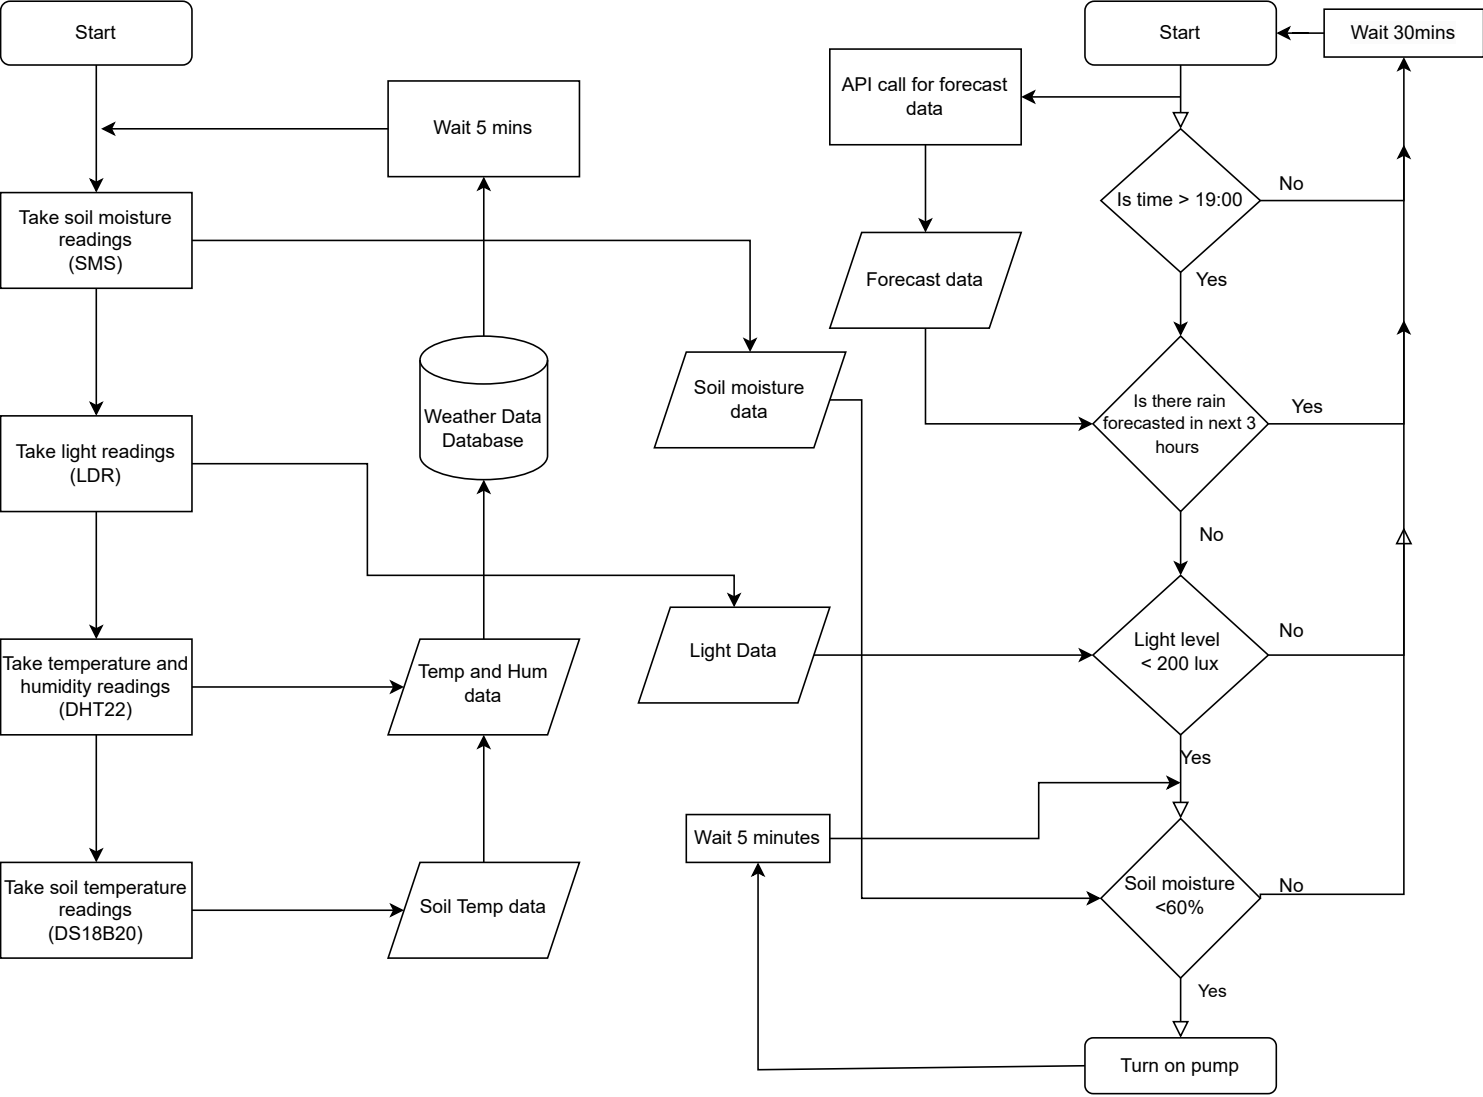 Start
Wait 5 mins
Take soil moisture
readings
(SMS)
Take light readings
(LDR)
Weather Data
Database
Take temperature and
humidity readings
(DHT22)
Temp and Hum
data
Take soil temperature
readings
(DS18B20)
Soil Temp data
Soil moisture
data
Light Data
Start
Wait 30mins
API call for forecast
data
Is time > 19:00
No
Yes
Forecast data
Is there rain
forecasted in next 3
hours
Yes
No
Light level
< 200 lux
No
Yes
Wait 5 minutes
Soil moisture
<60%
No
Yes
Turn on pump